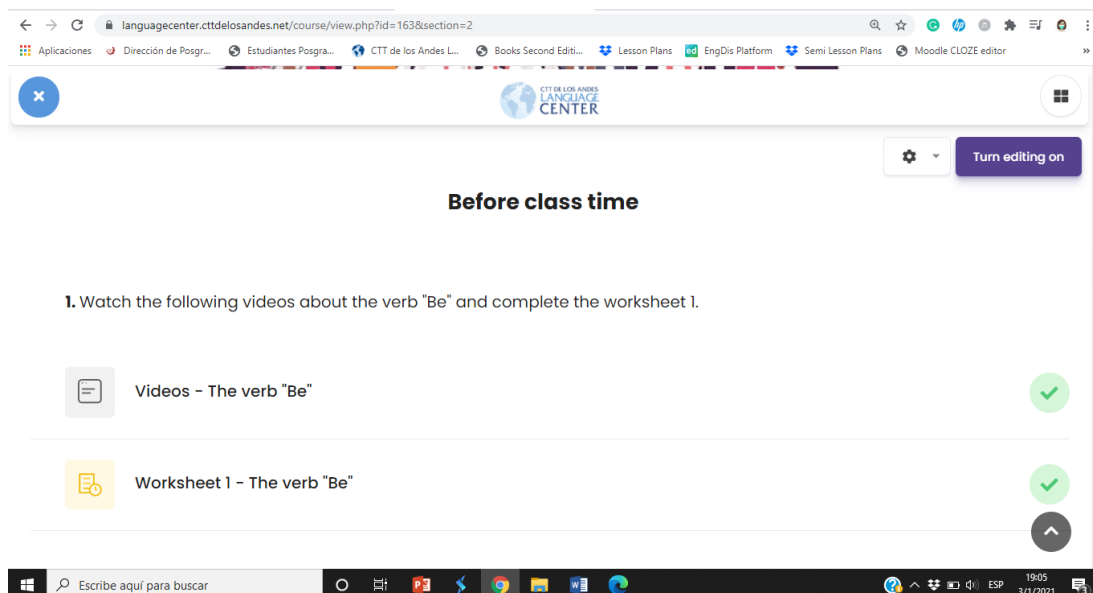 languagecenter.cttdelosandes.net/course/view.php?id=163&section=2
Aplicaciones Dirección de Posgr... Estudiantes Posgra... CTT de los Andes L... Books Second Editi... Lesson Plans ed EngDis Platform Semi Lesson Plans Moodle CLOZE editor »
CTT DE LOS ANDES
LANGUAGE
CENTER
Turn editing on
Before class time
1. Watch the following videos about the verb "Be" and complete the worksheet 1.
Videos - The verb "Be"
Worksheet 1 - The verb "Be"
Escribe aquí para buscar
ESP
19:05
3/1/2021
3